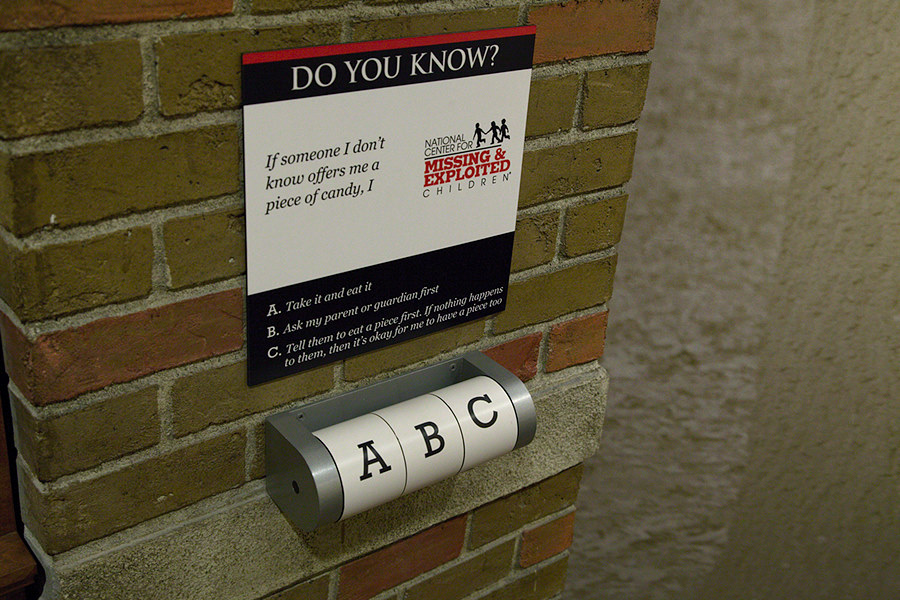 DO YOU KNOW?
If someone I don't
know offers me a
piece of candy, I
NATIONAL
CENTER FOR
MISSING &
EXPLOITED
CHILDREN®
A. Take it and eat it
B. Ask my parent or guardian first
C. Tell them to eat a piece first. If nothing happens
to them, then it's okay for me to have a piece too
A B C